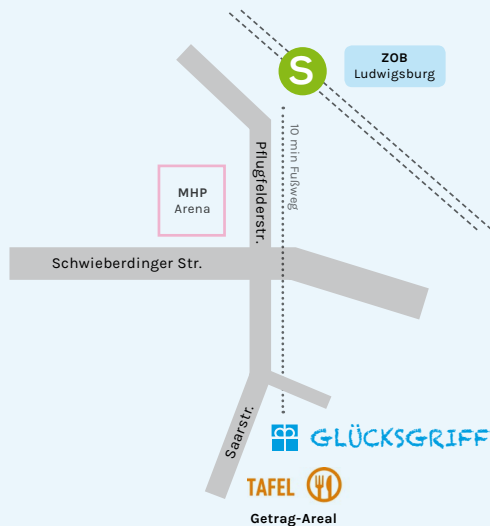 S
ZOB
Ludwigsburg
10 min Fußweg
Pflugfelderstr.
MHP
Arena
Schwieberdinger Str.
Saarstr.
GLÜCKSGRIFF
TAFEL
Getrag-Areal